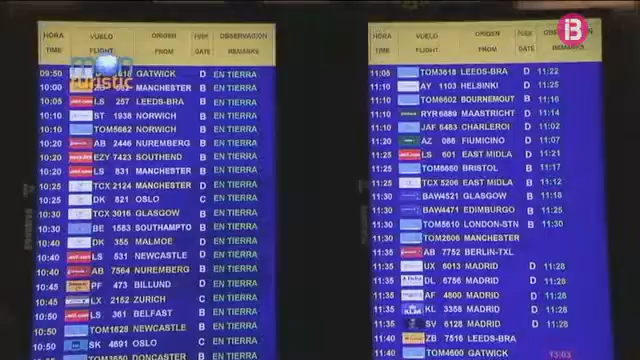 HORA VUELO ORIGEN PUER. OBSERVACION
TIME FLIGHT FROM GATE REMARKS
09:50 GATWICK D EN TIERRA
10:00 MANCHESTER D EN TIERRA
10:05 LS 257 LEEDS-BRA B EN TIERRA
10:10 ST 1938 NORWICH B EN TIERRA
10:10 TOM5662 NORWICH B EN TIERRA
10:20 AB 2446 NUREMBERG B EN TIERRA
10:20 EZY 7423 SOUTHEND B EN TIERRA
10:20 LS 831 MANCHESTER B EN TIERRA
10:25 TCX 2124 MANCHESTER D EN TIERRA
10:25 DK 821 OSLO C EN TIERRA
10:30 TCX 3016 GLASGOW B EN TIERRA
10:30 BE 1583 SOUTHAMPTO B EN TIERRA
10:40 DK 355 MALMOE D EN TIERRA
10:40 LS 531 NEWCASTLE D EN TIERRA
10:40 AB 7564 NUREMBERG B EN TIERRA
10:45 PF 473 BILLUND D EN TIERRA
10:45 LX 2152 ZURICH C EN TIERRA
10:50 LS 361 BELFAST B EN TIERRA
10:50 TOM1628 NEWCASTLE B EN TIERRA
10:50 SK 4691 OSLO C EN TIERRA
TOM3650 DONCASTER EN TIERRA
món
turístic
HORA VUELO ORIGEN
TIME FLIGHT FROM GATE REMARKS
11:05 TOM3618 LEEDS-BRA D 11:22
11:10 AY 1103 HELSINKI D 11:25
11:10 TOM6602 BOURNEMOUT B 11:16
11:10 RYR6889 MAASTRICHT D 11:14
11:10 JAF 6483 CHARLEROI D 11:02
11:20 AZ 086 FIUMICINO D 11:07
11:25 LS 601 EAST MIDLA D 11:21
11:25 TOM6660 BRISTOL B 11:17
11:25 TCX 5206 EAST MIDLA B 11:12
11:30 BAW4521 GLASGOW B 11:18
11:30 BAW4471 EDIMBURGO B 11:25
11:30 TOM5610 LONDON-STN B 11:30
11:30 TOM2606 MANCHESTER
11:35 AB 7752 BERLIN-TXL
11:35 UX 6013 MADRID D 11:28
11:35 DL 6756 MADRID D 11:28
11:35 AF 4800 MADRID D 11:28
11:35 KL 3358 MADRID D 11:28
11:35 SV 6128 MADRID D 11:28
11:40 ZB 7516 LEEDS-BRA
11:40 TOM4600 GATWICK 13:03